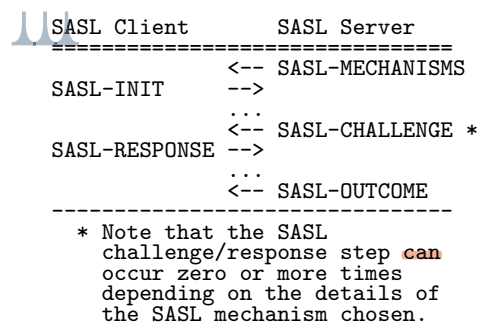 SASL Client       SASL Server
================================
              <-- SASL-MECHANISMS
SASL-INIT     -->
              ...
              <-- SASL-CHALLENGE *
SASL-RESPONSE -->
              ...
              <-- SASL-OUTCOME
--------------------------------
  * Note that the SASL
    challenge/response step can
    occur zero or more times
    depending on the details of
    the SASL mechanism chosen.